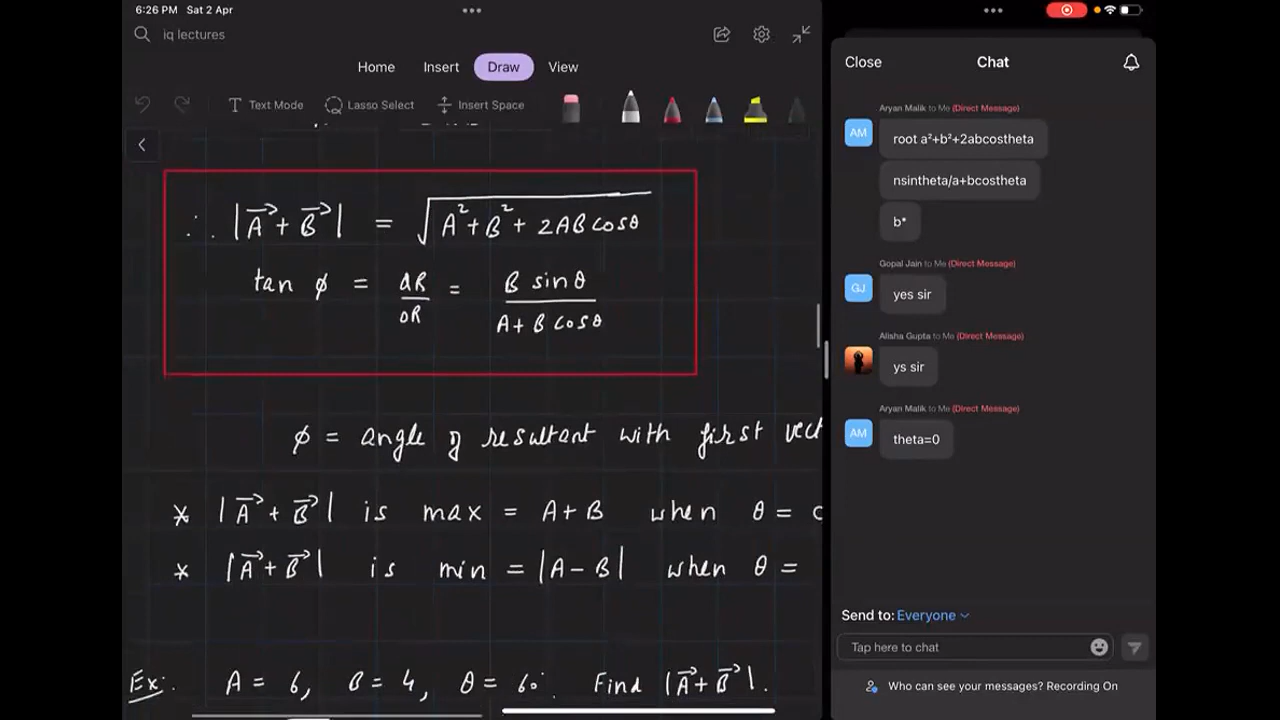 6:26 PM Sat 2 Apr
iq lectures
Home Insert Draw View
Text Mode Lasso Select Insert Space
∴ |A⃗ + B⃗| = √(A² + B² + 2AB cosθ)
tan φ = QR/OR = B sinθ/(A + B cosθ)
φ = angle of resultant with first vect
* |A⃗ + B⃗| is max = A + B when θ =
* |A⃗ + B⃗| is min = |A - B| when θ =
Ex: A = 6, B = 4, θ = 60° Find |A⃗ + B⃗|.
Close Chat
Aryan Malik to Me (Direct Message)
AM
root a²+b²+2abcostheta
nsintheta/a+bcostheta
b*
Gopal Jain to Me (Direct Message)
GJ
yes sir
Alisha Gupta to Me (Direct Message)
ys sir
Aryan Malik to Me (Direct Message)
AM
theta=0
Send to: Everyone
Tap here to chat
Who can see your messages? Recording On